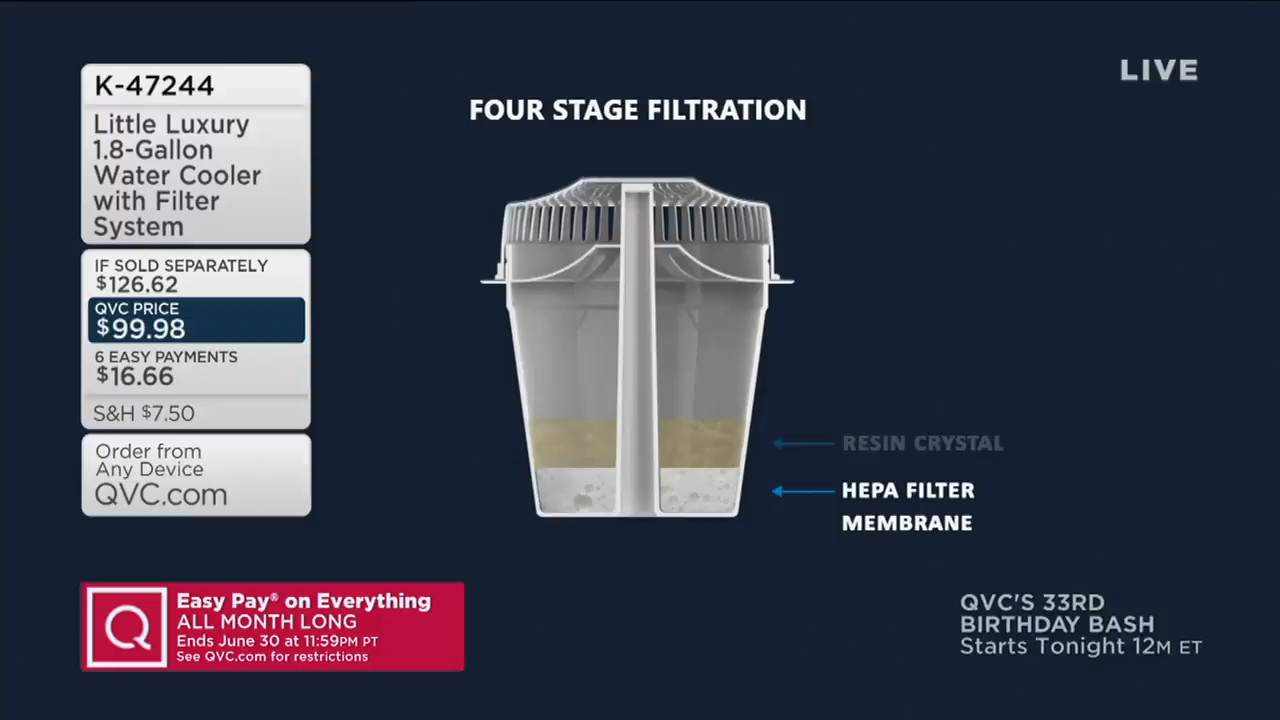 K-47244
Little Luxury
1.8-Gallon
Water Cooler
with Filter
System
IF SOLD SEPARATELY
$126.62
QVC PRICE
$99.98
6 EASY PAYMENTS
$16.66
S&H $7.50
Order from
Any Device
QVC.com
FOUR STAGE FILTRATION
LIVE
RESIN CRYSTAL
HEPA FILTER
MEMBRANE
Q
Easy Pay® on Everything
ALL MONTH LONG
Ends June 30 at 11:59PM PT
See QVC.com for restrictions
QVC'S 33RD
BIRTHDAY BASH
Starts Tonight 12M ET